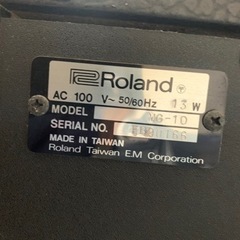 Roland
AC 100 V~ 50/60Hz 13 W
MODEL
SERIAL NO.
MADE IN TAIWAN
Roland Taiwan E.M Corporation